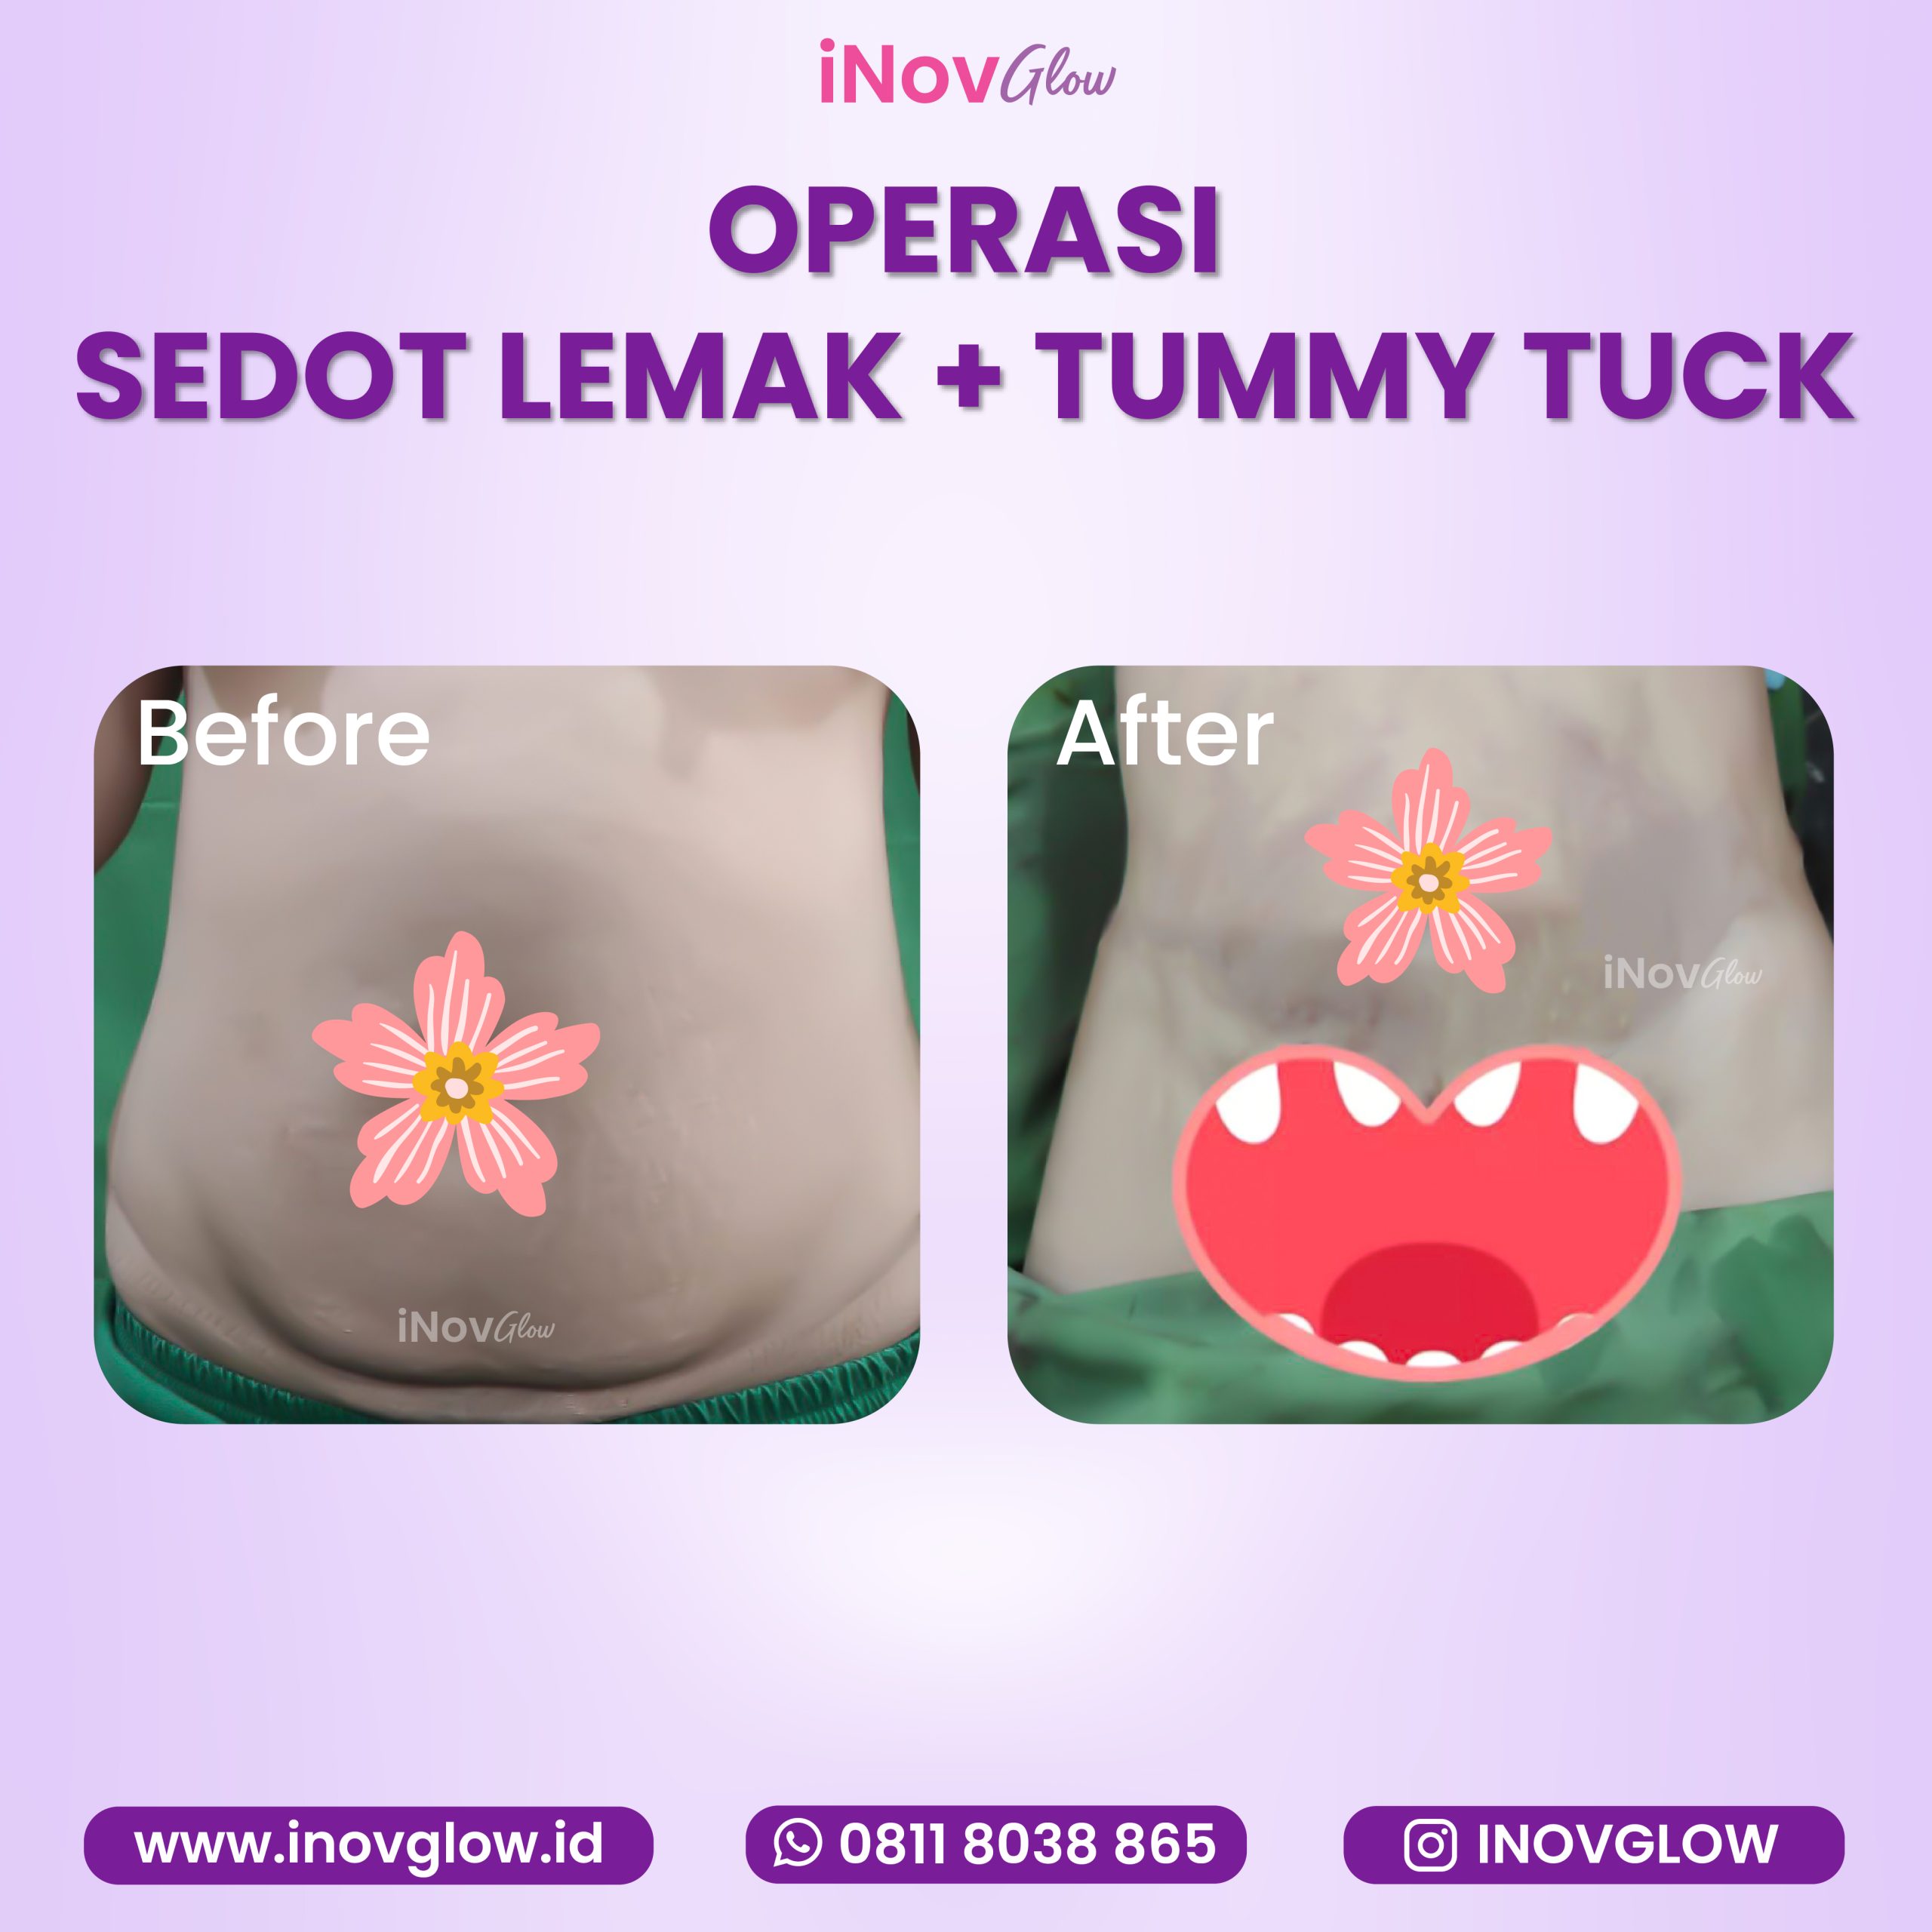 iNovGlow
OPERASI
SEDOT LEMAK + TUMMY TUCK
Before
After
iNovGlow
iNovGlow
www.inovglow.id
0811 8038 865
INOVGLOW